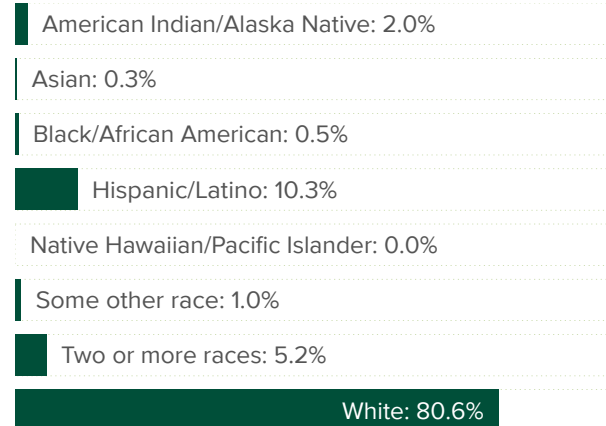 American Indian/Alaska Native: 2.0%
Asian: 0.3%
Black/African American: 0.5%
Hispanic/Latino: 10.3%
Native Hawaiian/Pacific Islander: 0.0%
Some other race: 1.0%
Two or more races: 5.2%
White: 80.6%